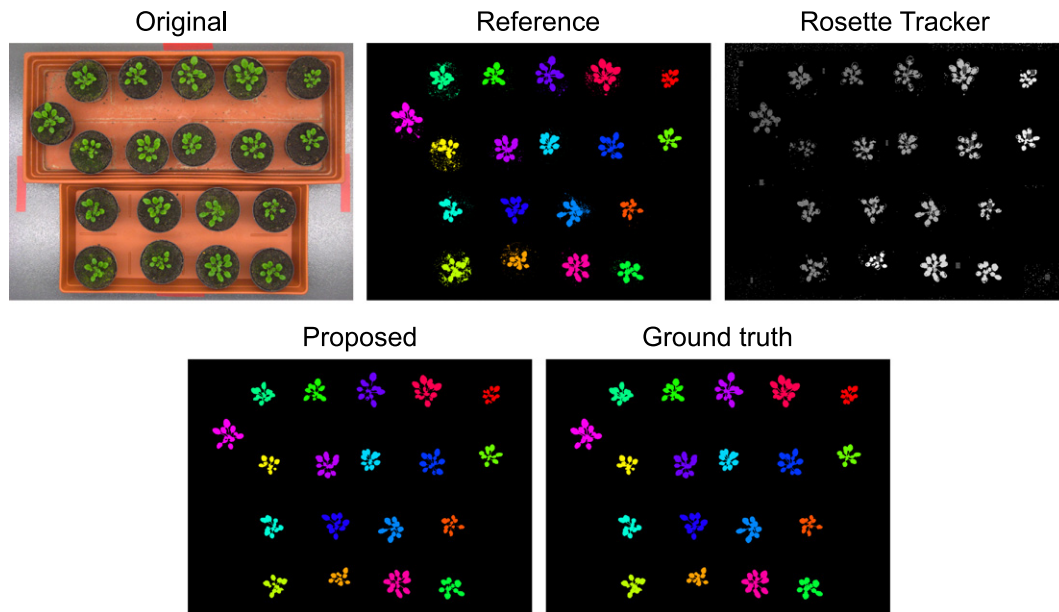 Original
Reference
Rosette Tracker
Proposed
Ground truth